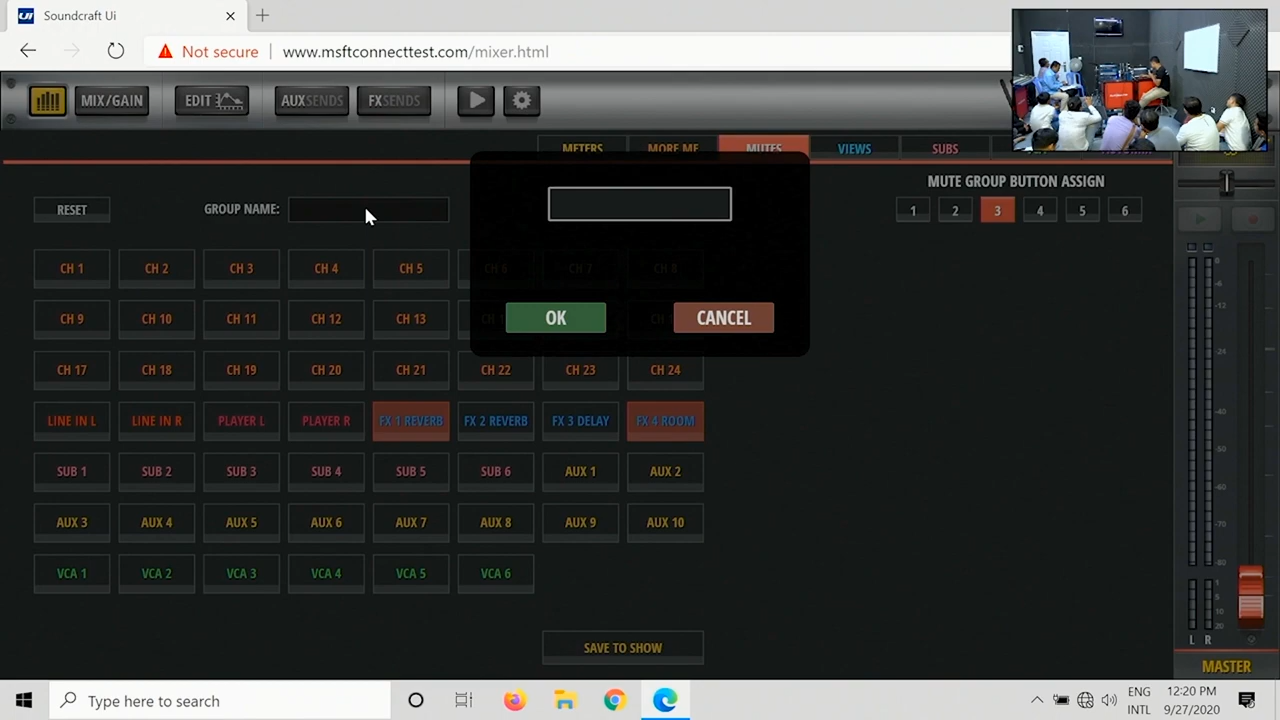 Soundcraft Ui
Not secure www.msftconnecttest.com/mixer.html
MIX/GAIN EDIT AUXSENDS FXSENDS
METERS MORE ME MUTES VIEWS SUBS
MUTE GROUP BUTTON ASSIGN
RESET GROUP NAME: 1 2 3 4 5 6
CH 1 CH 2 CH 3 CH 4 CH 5 CH 6 CH 7 CH 8
CH 9 CH 10 CH 11 CH 12 CH 13
OK CANCEL
CH 17 CH 18 CH 19 CH 20 CH 21 CH 22 CH 23 CH 24
LINE IN L LINE IN R PLAYER L PLAYER R FX 1 REVERB FX 2 REVERB FX 3 DELAY FX 4 ROOM
SUB 1 SUB 2 SUB 3 SUB 4 SUB 5 SUB 6 AUX 1 AUX 2
AUX 3 AUX 4 AUX 5 AUX 6 AUX 7 AUX 8 AUX 9 AUX 10
VCA 1 VCA 2 VCA 3 VCA 4 VCA 5 VCA 6
SAVE TO SHOW
L R
MASTER
Type here to search
ENG
INTL
12:20 PM
9/27/2020